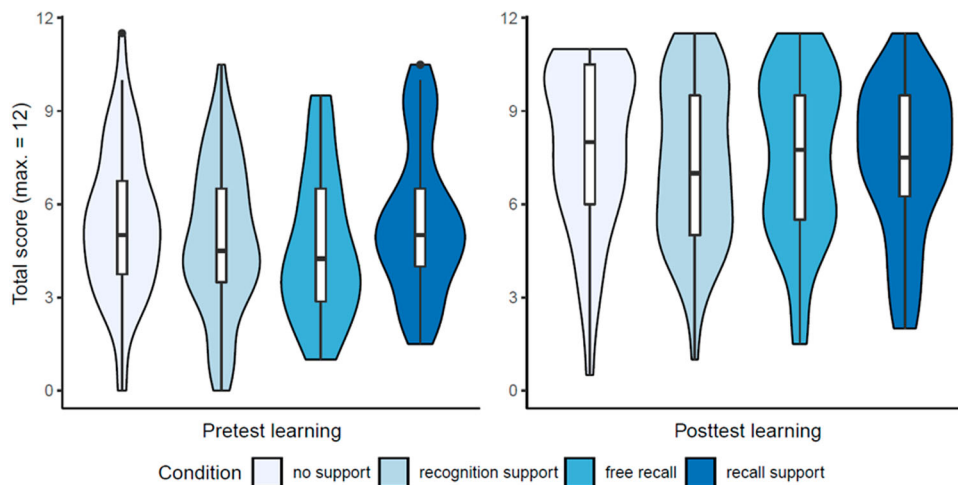 Total score (max. = 12)
12
9
6
3
0
Pretest learning
12
9
6
3
0
Posttest learning
Condition no support recognition support free recall recall support